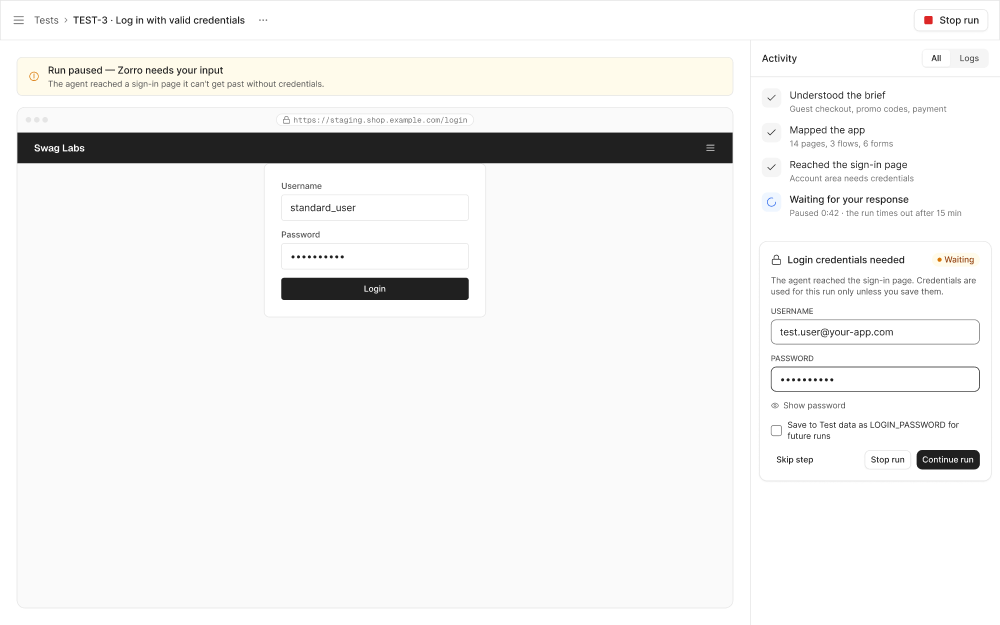 Tests › TEST-3 · Log in with valid credentials ···
Stop run
Run paused — Zorro needs your input
The agent reached a sign-in page it can't get past without credentials.
https://staging.shop.example.com/login
Swag Labs
Username
standard_user
Password
••••••••••
Login
Activity
All
Logs
Understood the brief
Guest checkout, promo codes, payment
Mapped the app
14 pages, 3 flows, 6 forms
Reached the sign-in page
Account area needs credentials
Waiting for your response
Paused 0:42 · the run times out after 15 min
Login credentials needed
Waiting
The agent reached the sign-in page. Credentials are
used for this run only unless you save them.
USERNAME
test.user@your-app.com
PASSWORD
••••••••••
Show password
Save to Test data as LOGIN_PASSWORD for
future runs
Skip step
Stop run
Continue run